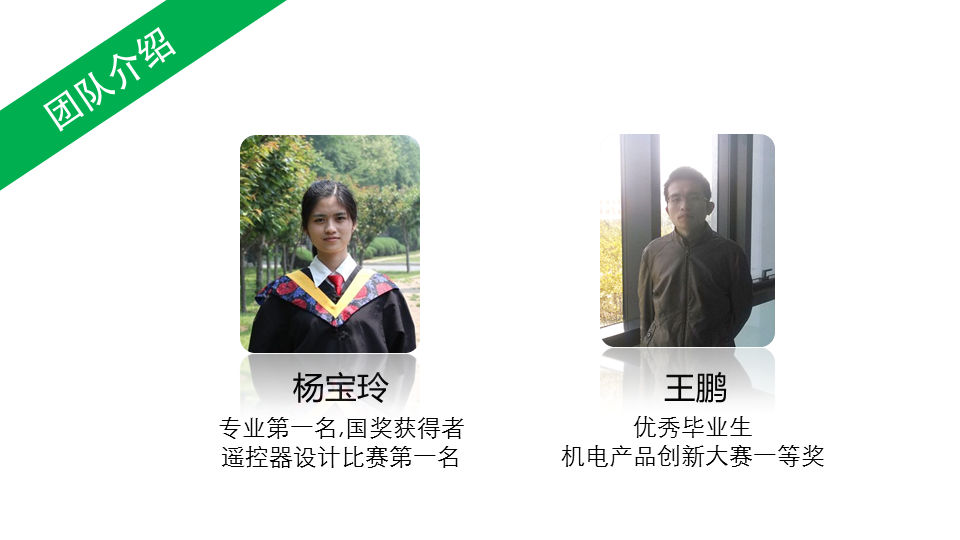 团队介绍
杨宝玲
专业第一名,国奖获得者
遥控器设计比赛第一名
王鹏
优秀毕业生
机电产品创新大赛一等奖